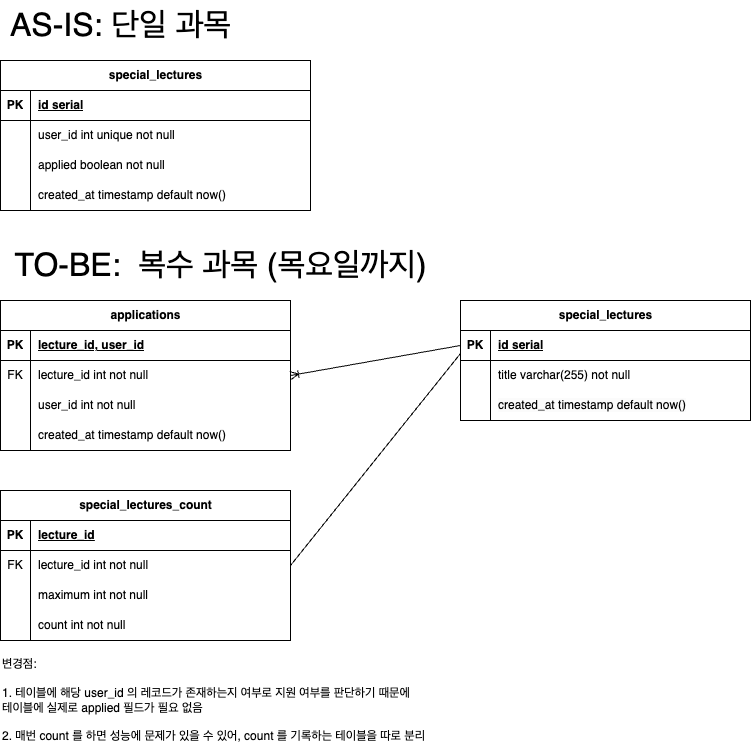 AS-IS: 단일 과목
special_lectures
PK id serial
user_id int unique not null
applied boolean not null
created_at timestamp default now()
TO-BE: 복수 과목 (목요일까지)
applications
PK lecture_id, user_id
FK lecture_id int not null
user_id int not null
created_at timestamp default now()
special_lectures
PK id serial
title varchar(255) not null
created_at timestamp default now()
special_lectures_count
PK lecture_id
FK lecture_id int not null
maximum int not null
count int not null
변경점:
1. 테이블에 해당 user_id 의 레코드가 존재하는지 여부로 지원 여부를 판단하기 때문에
테이블에 실제로 applied 필드가 필요 없음
2. 매번 count 를 하면 성능에 문제가 있을 수 있어, count 를 기록하는 테이블을 따로 분리